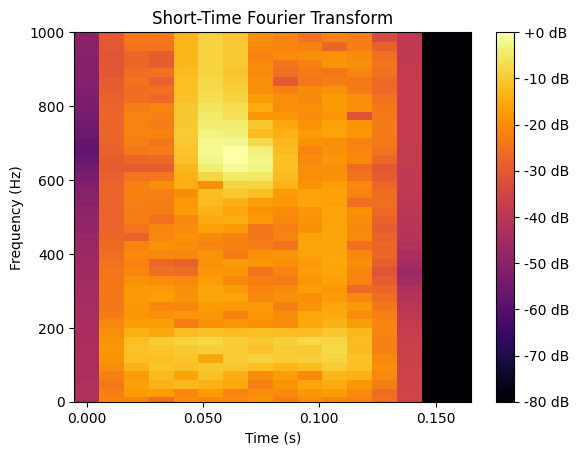 Short-Time Fourier Transform
1000
800
600
400
200
0
Frequency (Hz)
0.000
0.050
0.100
0.150
Time (s)
+0 dB
-10 dB
-20 dB
-30 dB
-40 dB
-50 dB
-60 dB
-70 dB
-80 dB